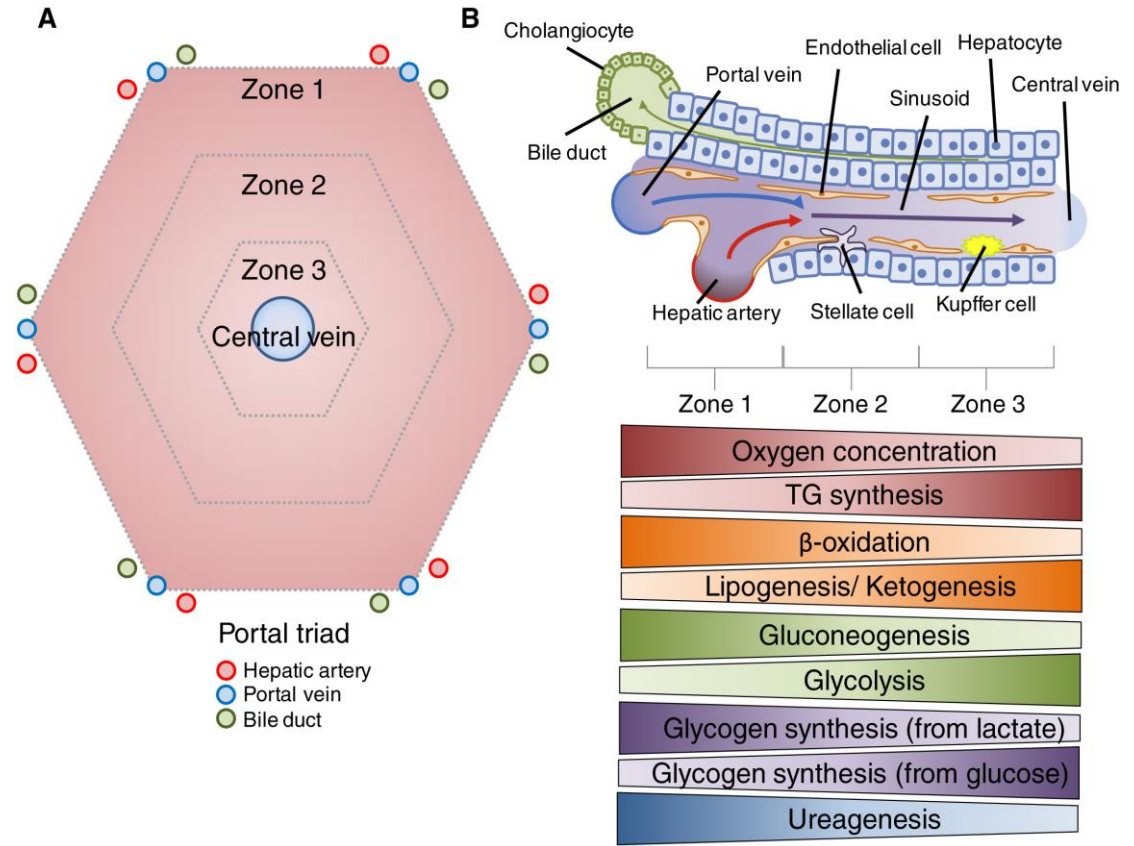 A
Zone 1
Zone 2
Zone 3
Central vein
Portal triad
Hepatic artery
Portal vein
Bile duct
B
Cholangiocyte
Portal vein
Endothelial cell
Hepatocyte
Sinusoid
Central vein
Bile duct
Hepatic artery
Stellate cell
Kupffer cell
Zone 1
Zone 2
Zone 3
Oxygen concentration
TG synthesis
β-oxidation
Lipogenesis/ Ketogenesis
Gluconeogenesis
Glycolysis
Glycogen synthesis (from lactate)
Glycogen synthesis (from glucose)
Ureagenesis